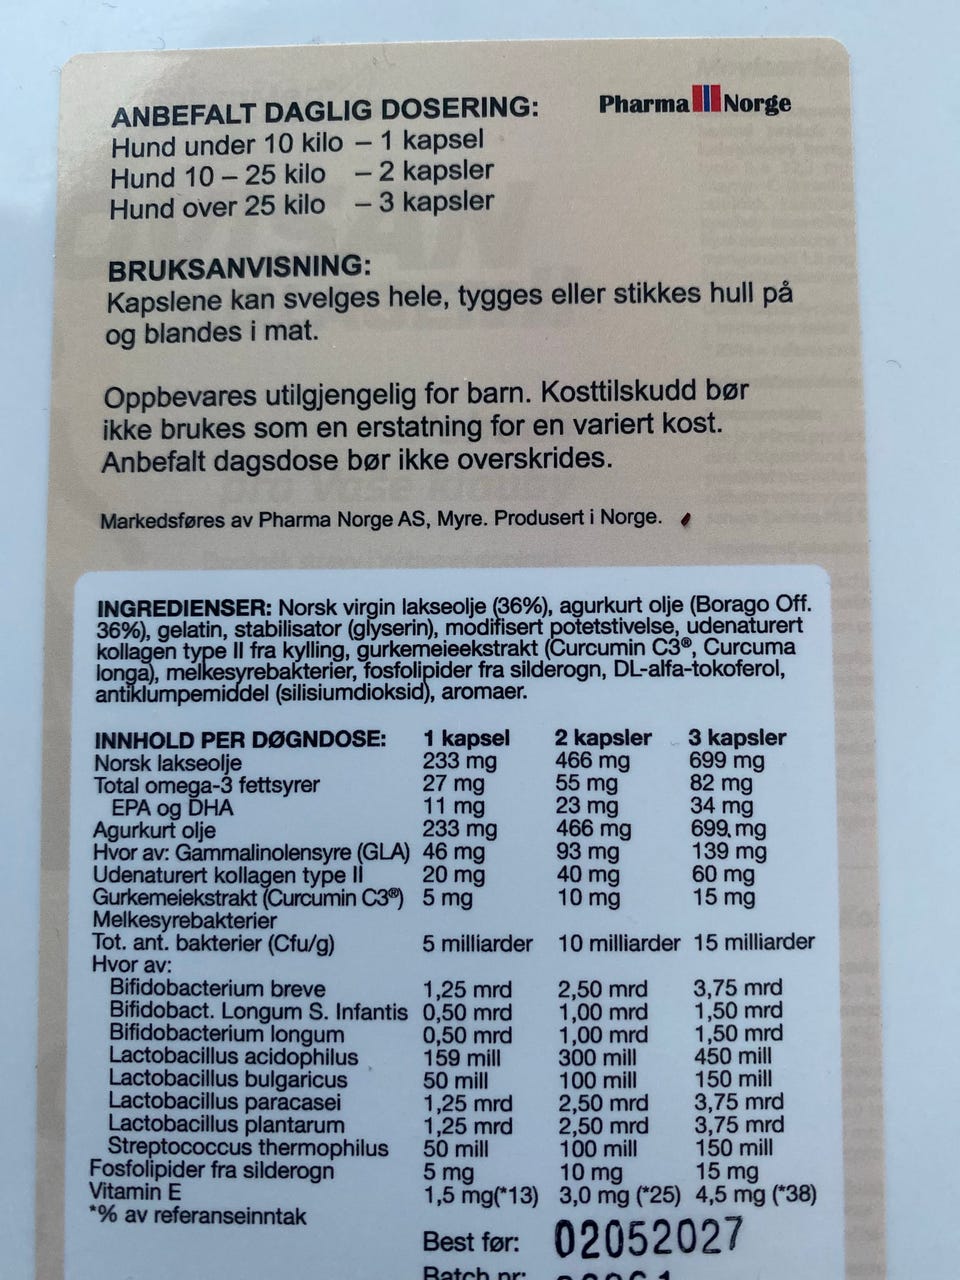 Pharma Norge
ANBEFALT DAGLIG DOSERING:
Hund under 10 kilo – 1 kapsel
Hund 10 – 25 kilo – 2 kapsler
Hund over 25 kilo – 3 kapsler
BRUKSANVISNING:
Kapslene kan svelges hele, tygges eller stikkes hull på
og blandes i mat.
Oppbevares utilgjengelig for barn. Kosttilskudd bør
ikke brukes som en erstatning for en variert kost.
Anbefalt dagsdose bør ikke overskrides.
Markedsføres av Pharma Norge AS, Myre. Produsert i Norge.
INGREDIENSER: Norsk virgin lakseolje (36%), agurkurt olje (Borago Off.
36%), gelatin, stabilisator (glyserin), modifisert potetstivelse, udenaturert
kollagen type II fra kylling, gurkemeieekstrakt (Curcumin C3®, Curcuma
longa), melkesyrebakterier, fosfolipider fra silderogn, DL-alfa-tokoferol,
antiklumpemiddel (silisiumdioksid), aromaer.
INNHOLD PER DØGNDOSE: 1 kapsel 2 kapsler 3 kapsler
Norsk lakseolje 233 mg 466 mg 699 mg
Total omega-3 fettsyrer 27 mg 55 mg 82 mg
EPA og DHA 11 mg 23 mg 34 mg
Agurkurt olje 233 mg 466 mg 699 mg
Hvor av: Gammalinolensyre (GLA) 46 mg 93 mg 139 mg
Udenaturert kollagen type II 20 mg 40 mg 60 mg
Gurkemeiekstrakt (Curcumin C3®) 5 mg 10 mg 15 mg
Melkesyrebakterier
Tot. ant. bakterier (Cfu/g) 5 milliarder 10 milliarder 15 milliarder
Hvor av:
Bifidobacterium breve 1,25 mrd 2,50 mrd 3,75 mrd
Bifidobact. Longum S. Infantis 0,50 mrd 1,00 mrd 1,50 mrd
Bifidobacterium longum 0,50 mrd 1,00 mrd 1,50 mrd
Lactobacillus acidophilus 159 mill 300 mill 450 mill
Lactobacillus bulgaricus 50 mill 100 mill 150 mill
Lactobacillus paracasei 1,25 mrd 2,50 mrd 3,75 mrd
Lactobacillus plantarum 1,25 mrd 2,50 mrd 3,75 mrd
Streptococcus thermophilus 50 mill 100 mill 150 mill
Fosfolipider fra silderogn 5 mg 10 mg 15 mg
Vitamin E 1,5 mg(*13) 3,0 mg (*25) 4,5 mg (*38)
*% av referanseinntak
Best før: 02052027
Batch nr: